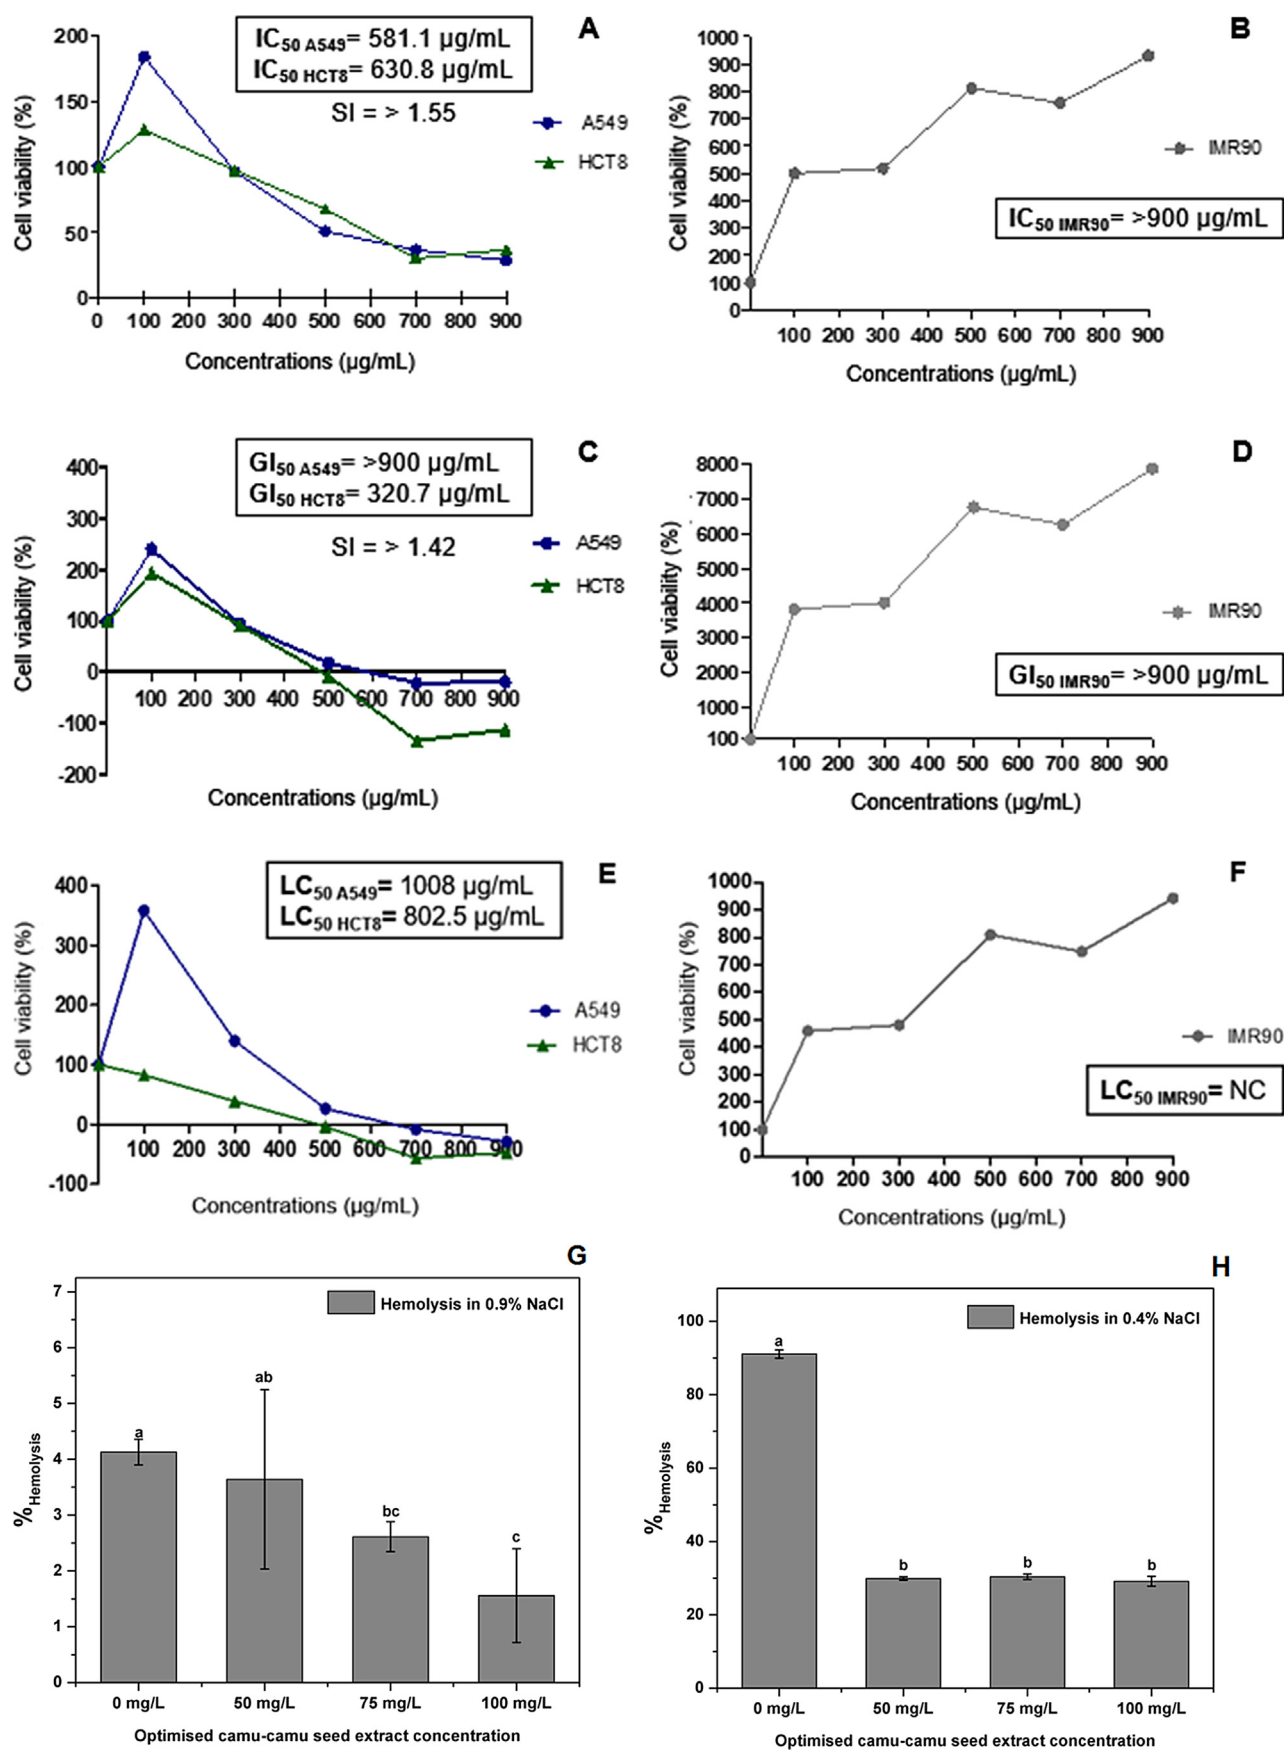 A
IC50 A549= 581.1 µg/mL
IC50 HCT8= 630.8 µg/mL
SI = > 1.55
A549
HCT8
Cell viability (%)
200
150
100
50
0
0 100 200 300 400 500 600 700 800 900
Concentrations (µg/mL)
B
Cell viability (%)
1000
900
800
700
600
500
400
300
200
100
0
IMR90
IC50 IMR90= >900 µg/mL
100 200 300 400 500 600 700 800 900
Concentrations (µg/mL)
C
GI50 A549= >900 µg/mL
GI50 HCT8= 320.7 µg/mL
SI = > 1.42
A549
HCT8
Cell viability (%)
400
300
200
100
0
-100
-200
100 200 300 400 500 600 700 800 900
Concentrations (µg/mL)
D
Cell viability (%)
8000
7000
6000
5000
4000
3000
2000
1000
100
IMR90
GI50 IMR90= >900 µg/mL
100 200 300 400 500 600 700 800 900
Concentrations (µg/mL)
E
LC50 A549= 1008 µg/mL
LC50 HCT8= 802.5 µg/mL
A549
HCT8
Cell viability (%)
400
300
200
100
0
-100
100 200 300 400 500 600 700 800 900
Concentrations (µg/mL)
F
Cell viability (%)
1000
900
800
700
600
500
400
300
200
100
0
IMR90
LC50 IMR90= NC
100 200 300 400 500 600 700 800 900
Concentrations (µg/mL)
G
Hemolysis in 0.9% NaCl
%Hemolysis
7
6
5
4
3
2
1
0
a
ab
bc
c
0 mg/L 50 mg/L 75 mg/L 100 mg/L
Optimised camu-camu seed extract concentration
H
Hemolysis in 0.4% NaCl
%Hemolysis
100
80
60
40
20
0
a
b
b
b
0 mg/L 50 mg/L 75 mg/L 100 mg/L
Optimised camu-camu seed extract concentration